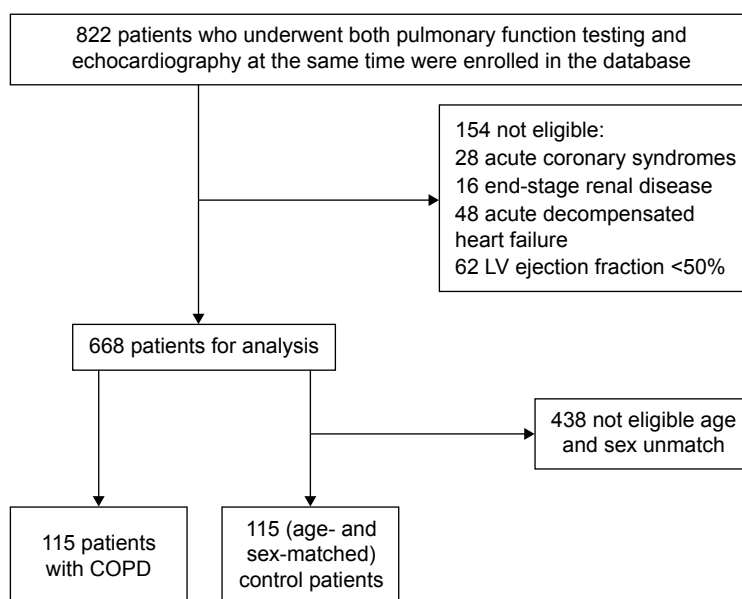 822 patients who underwent both pulmonary function testing and
echocardiography at the same time were enrolled in the database
154 not eligible:
28 acute coronary syndromes
16 end-stage renal disease
48 acute decompensated
heart failure
62 LV ejection fraction <50%
668 patients for analysis
438 not eligible age
and sex unmatch
115 patients
with COPD
115 (age- and
sex-matched)
control patients